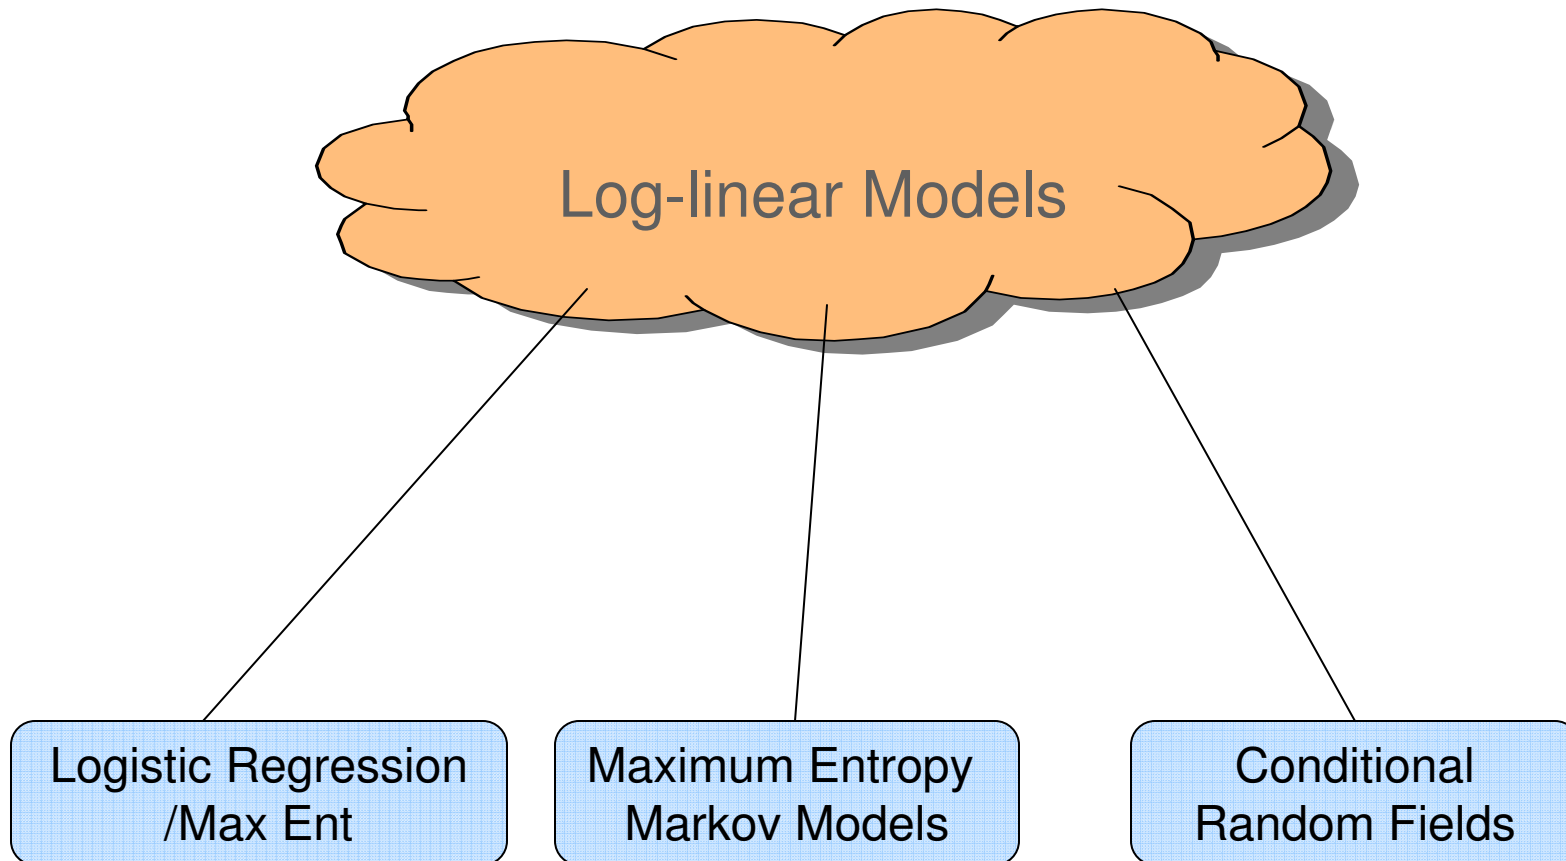 Log-linear Models
Logistic Regression
/Max Ent
Maximum Entropy
Markov Models
Conditional
Random Fields